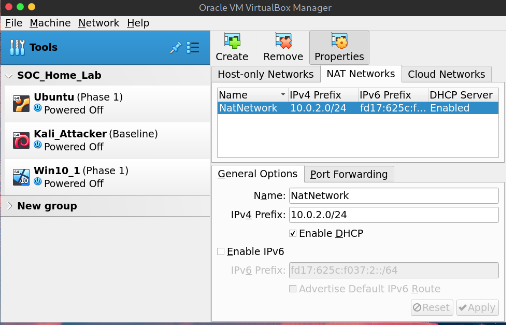 Oracle VM VirtualBox Manager
File Machine Network Help
Tools
SOC_Home_Lab
Ubuntu (Phase 1)
Powered Off
Kali_Attacker (Baseline)
Powered Off
Win10_1 (Phase 1)
Powered Off
New group
Create Remove Properties
Host-only Networks NAT Networks Cloud Networks
Name IPv4 Prefix IPv6 Prefix DHCP Server
NatNetwork 10.0.2.0/24 fd17:625c:f... Enabled
General Options Port Forwarding
Name: NatNetwork
IPv4 Prefix: 10.0.2.0/24
Enable DHCP
Enable IPv6
IPv6 Prefix: fd17:625c:f037:2::/64
Advertise Default IPv6 Route
Reset Apply